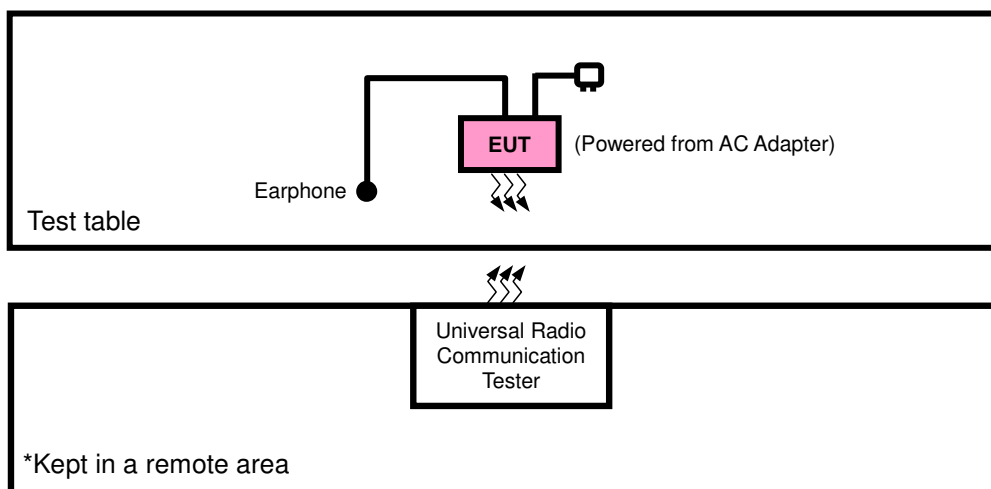 EUT
(Powered from AC Adapter)
Earphone
Test table
Universal Radio
Communication
Tester
*Kept in a remote area